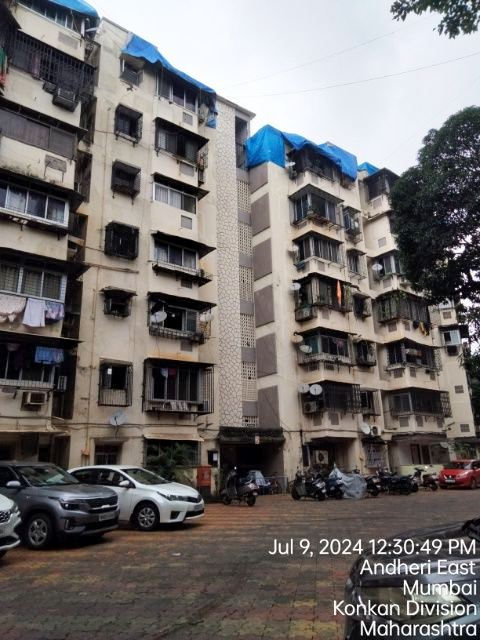 Jul 9, 2024 12:30:49 PM
Andheri East
Mumbai
Konkan Division
Maharashtra